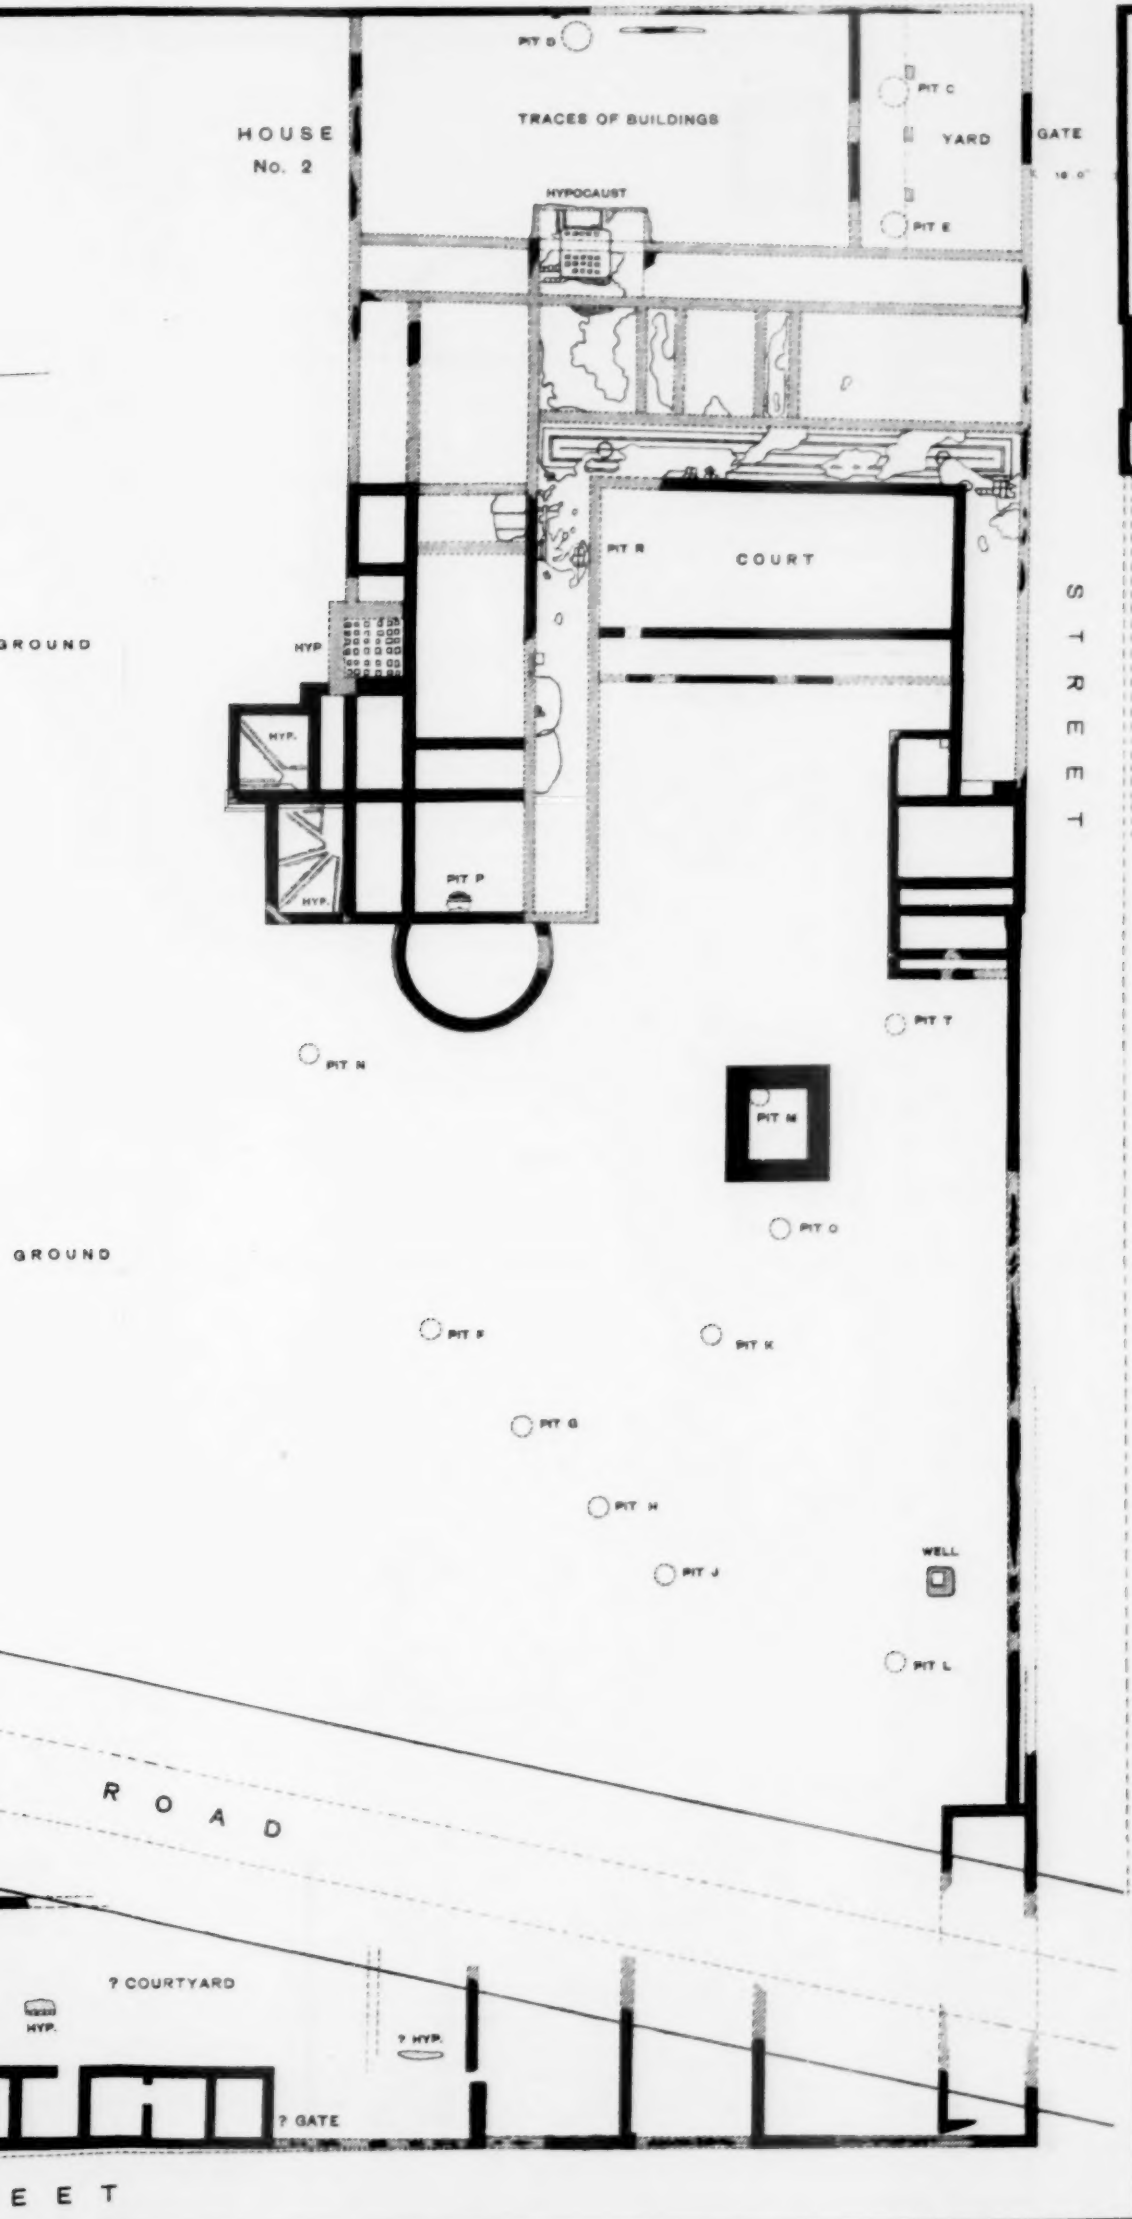 PIT D
PIT C
TRACES OF BUILDINGS
HOUSE
No. 2
YARD
GATE
HYPOCAUST
PIT E
PIT R
COURT
GROUND
HYP
STREET
HYP.
PIT P
HYP.
PIT T
PIT N
PIT M
PIT O
GROUND
PIT F
PIT K
PIT G
PIT H
PIT J
WELL
PIT L
ROAD
? COURTYARD
HYP.
? HYP.
? GATE
EET